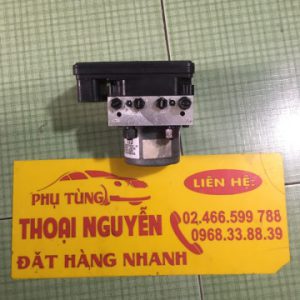 LIÊN HỆ:
PHỤ TÙNG
THOẠI NGUYỄN
02.466.599 788
0968.33.88.39
ĐẶT HÀNG NHANH